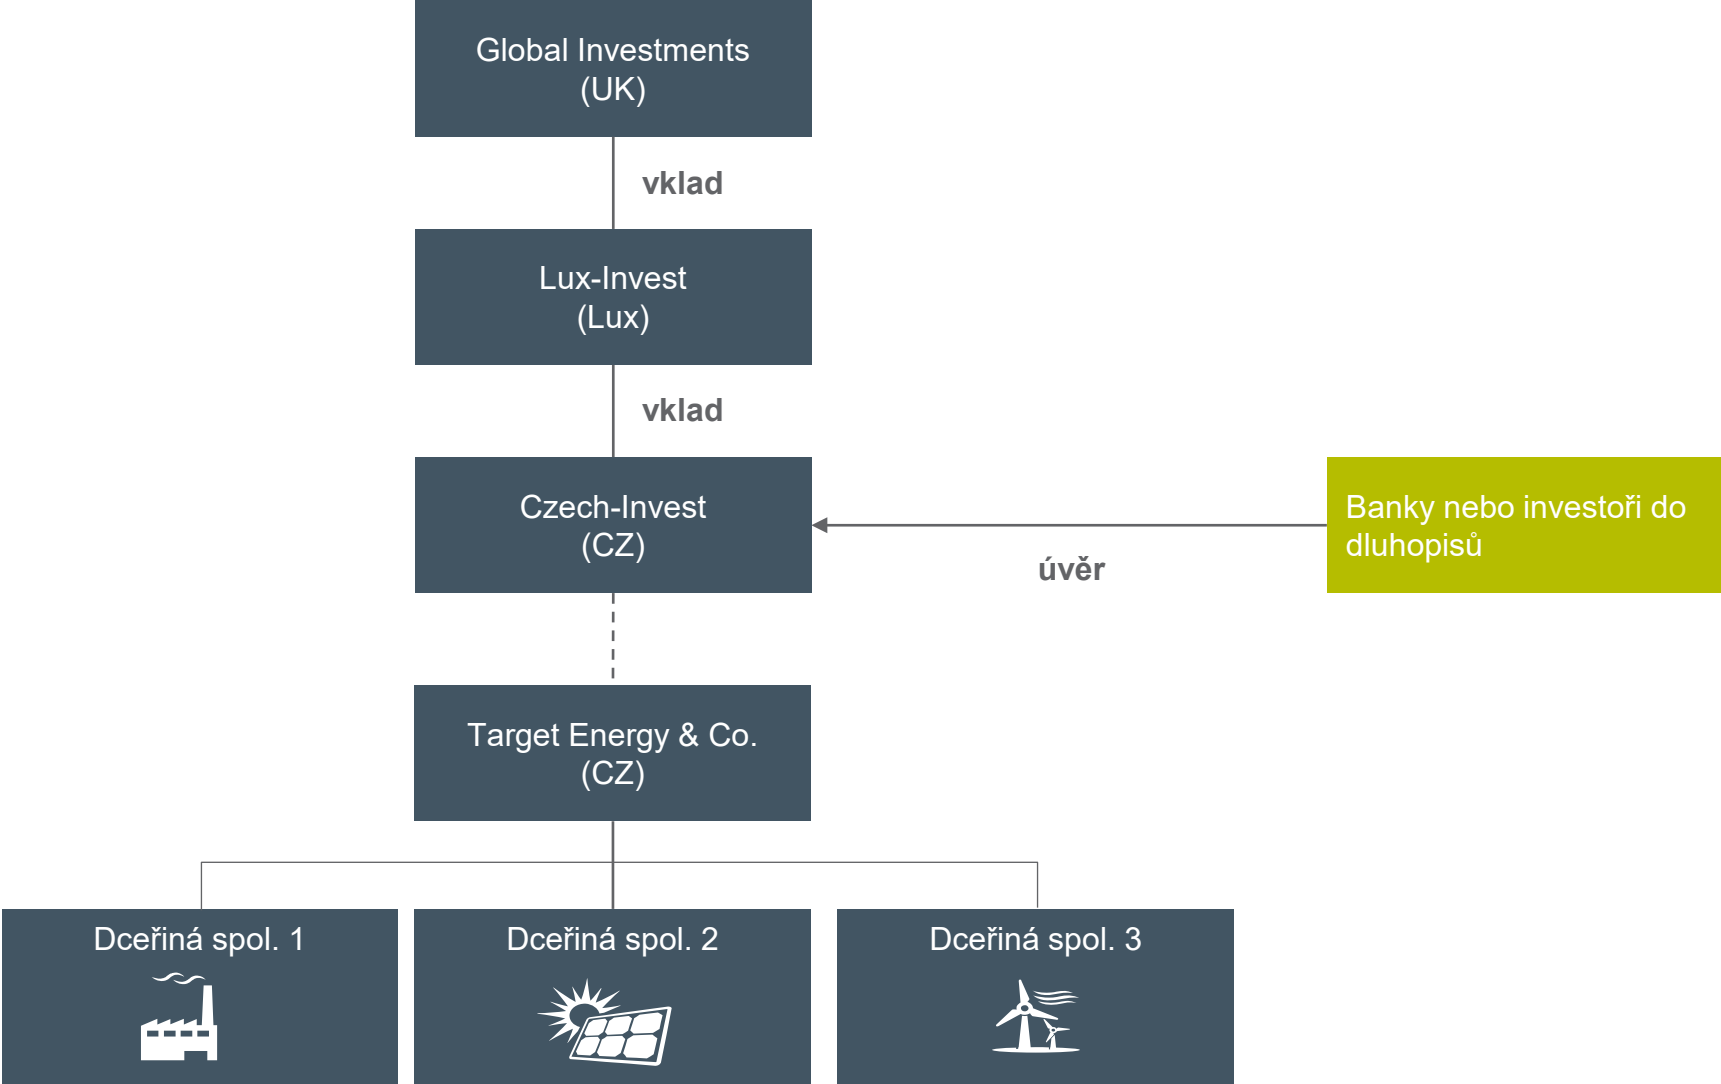 Global Investments
(UK)
vklad
Lux-Invest
(Lux)
vklad
Czech-Invest
(CZ)
Banky nebo investoři do
dluhopisů
úvěr
Target Energy & Co.
(CZ)
Dceřiná spol. 1
Dceřiná spol. 2
Dceřiná spol. 3